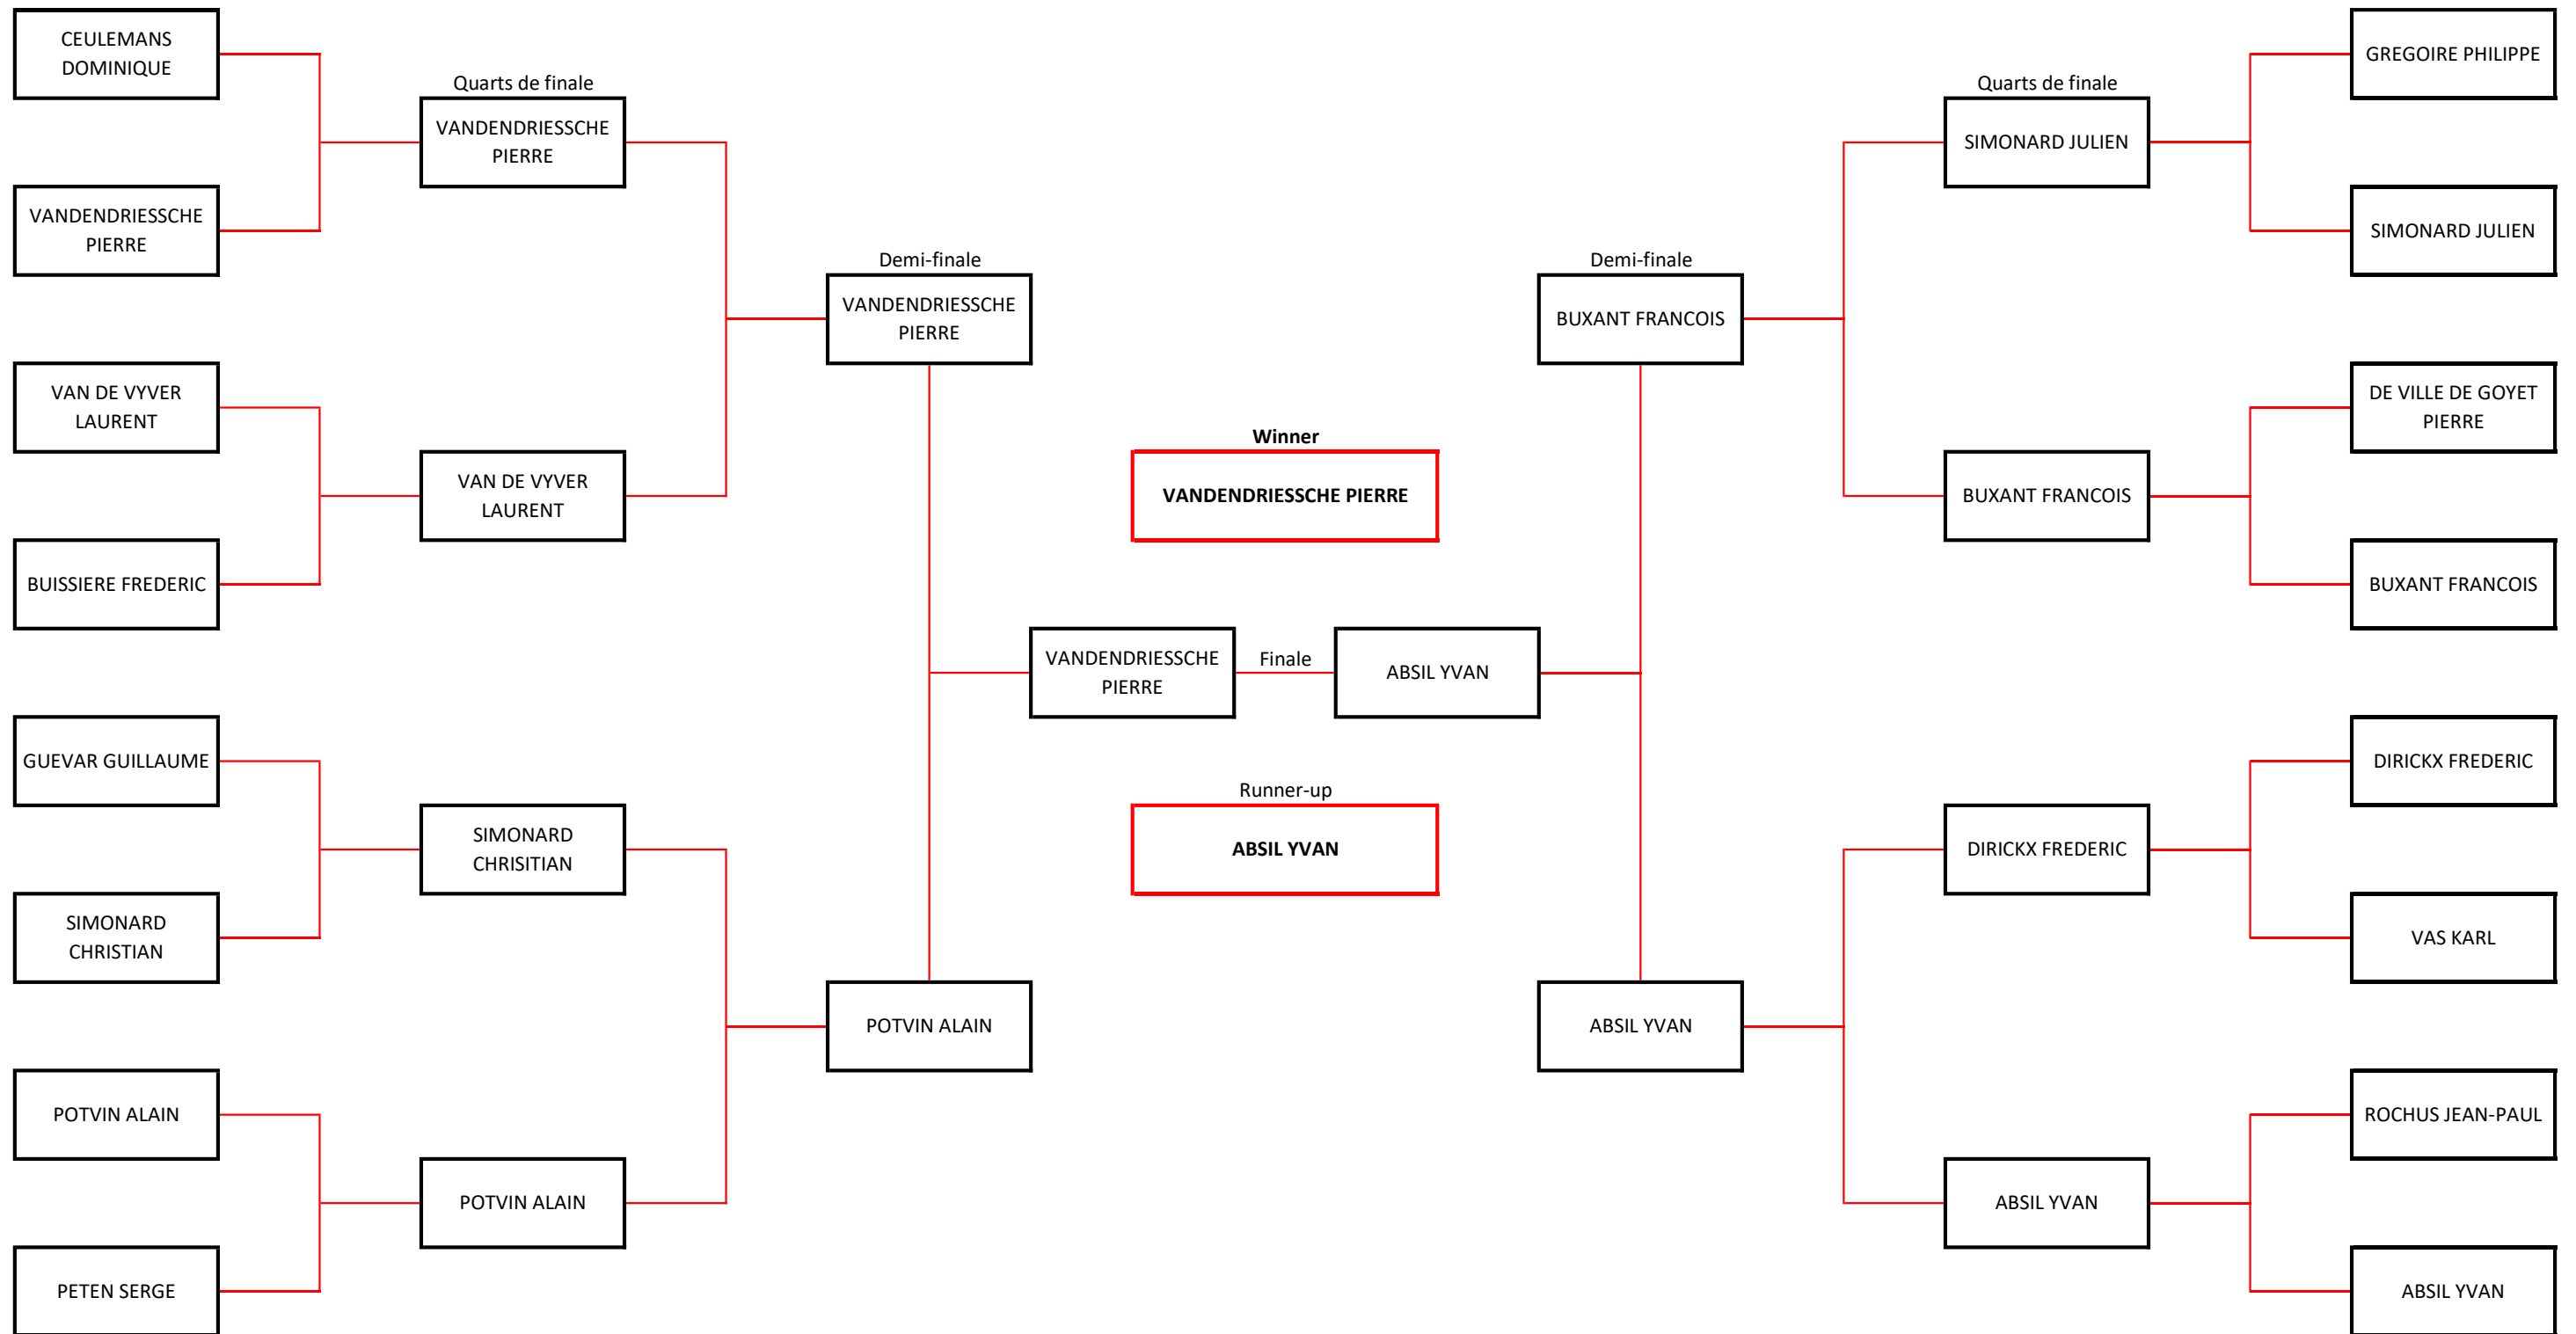 CEULEMANS
DOMINIQUE
VANDENDRIESSCHE
PIERRE
VAN DE VYVER
LAURENT
BUISSIERE FREDERIC
GUEVAR GUILLAUME
SIMONARD
CHRISTIAN
POTVIN ALAIN
PETEN SERGE
Quarts de finale
VANDENDRIESSCHE
PIERRE
VAN DE VYVER
LAURENT
SIMONARD
CHRISITIAN
POTVIN ALAIN
Demi-finale
VANDENDRIESSCHE
PIERRE
POTVIN ALAIN
Winner
VANDENDRIESSCHE PIERRE
VANDENDRIESSCHE
PIERRE
Finale
ABSIL YVAN
Runner-up
ABSIL YVAN
Demi-finale
BUXANT FRANCOIS
ABSIL YVAN
Quarts de finale
SIMONARD JULIEN
BUXANT FRANCOIS
DIRICKX FREDERIC
ABSIL YVAN
GREGOIRE PHILIPPE
SIMONARD JULIEN
DE VILLE DE GOYET
PIERRE
BUXANT FRANCOIS
DIRICKX FREDERIC
VAS KARL
ROCHUS JEAN-PAUL
ABSIL YVAN